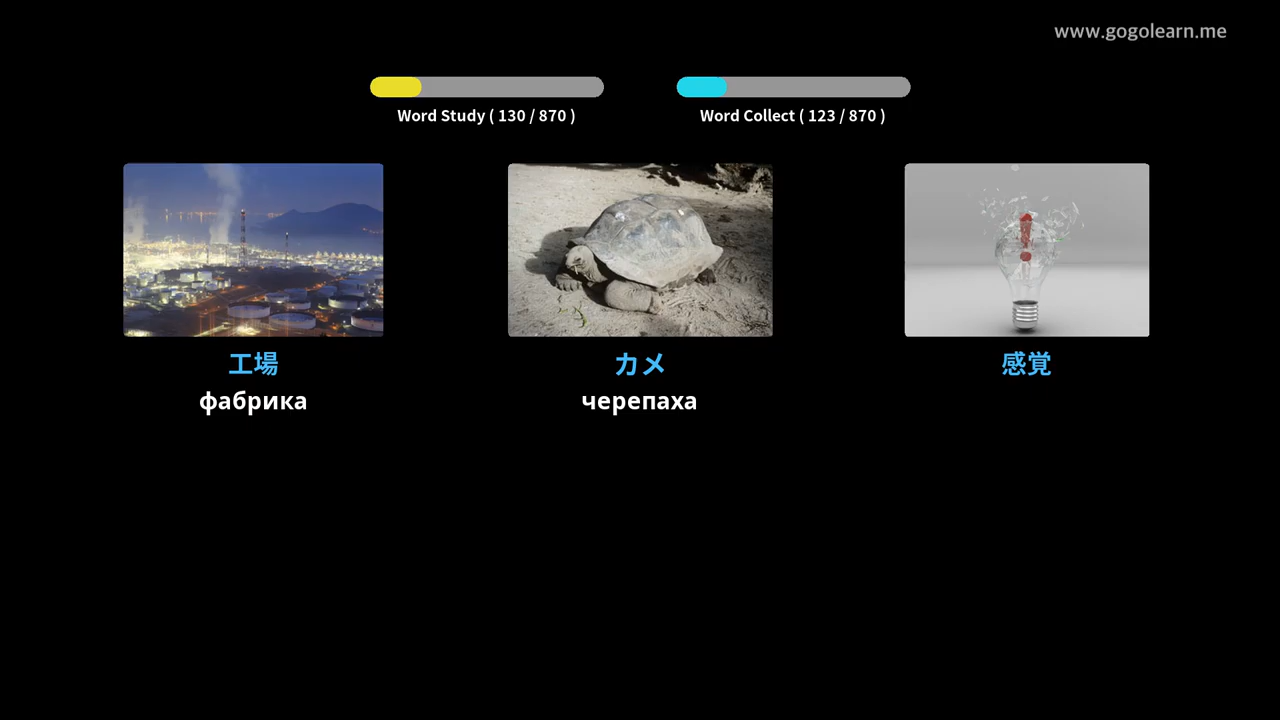 www.gogolearn.me
Word Study ( 130 / 870 )
Word Collect ( 123 / 870 )
工場
фабрика
カメ
черепаха
感覚